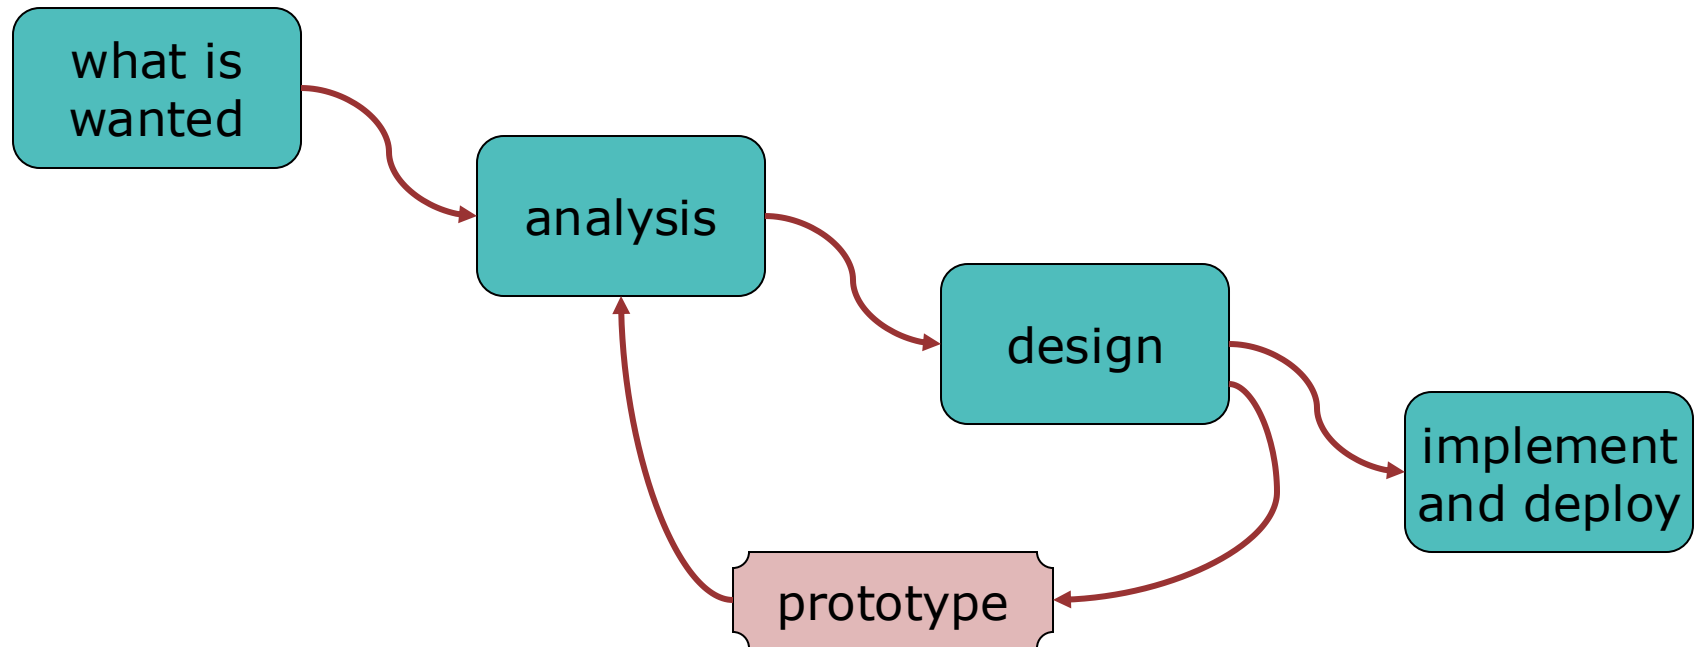 what is
wanted
analysis
design
implement
and deploy
prototype